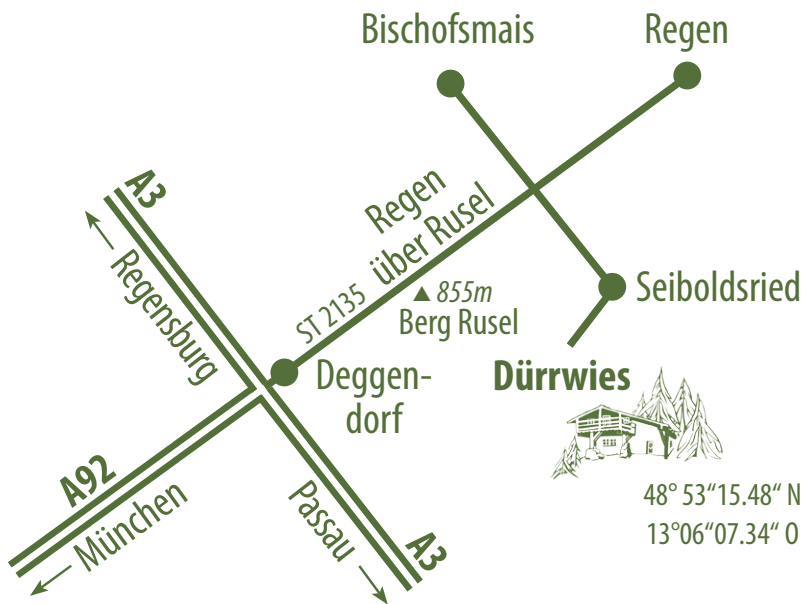 Bischofsmais
Regen
A3
Regensburg
Regen
über Rusel
ST 2135
▲ 855m
Berg Rusel
Seiboldsried
Deggen-
dorf
Dürrwies
A92
München
Passau
A3
48° 53“15.48“ N
13°06“07.34“ O